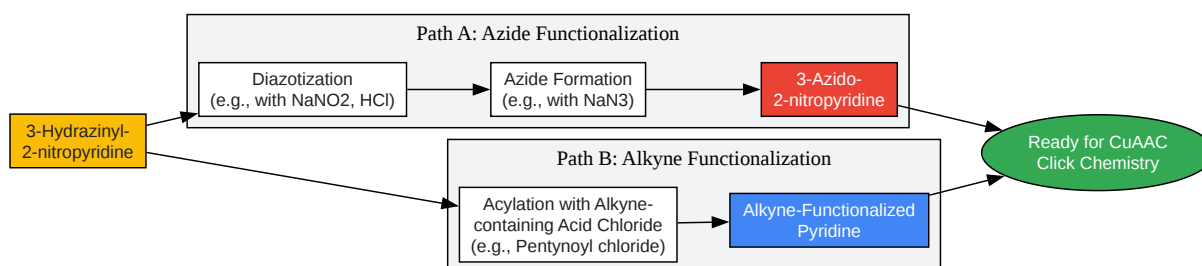 3-Hydrazinyl-
2-nitropyridine
Path A: Azide Functionalization
Diazotization
(e.g., with NaNO2, HCl)
Azide Formation
(e.g., with NaN3)
3-Azido-
2-nitropyridine
Path B: Alkyne Functionalization
Acylation with Alkyne-
containing Acid Chloride
(e.g., Pentynoyl chloride)
Alkyne-Functionalized
Pyridine
Ready for CuAAC
Click Chemistry